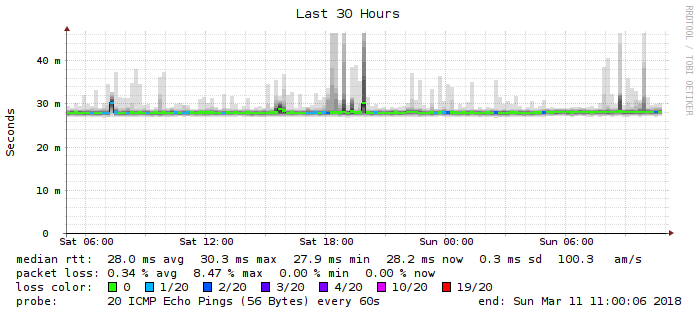 Last 30 Hours
RRDTOOL / TOBI OETIKER
Seconds
40 m
30 m
20 m
10 m
0
Sat 06:00 Sat 12:00 Sat 18:00 Sun 00:00 Sun 06:00
median rtt: 28.0 ms avg 30.3 ms max 27.9 ms min 28.2 ms now 0.3 ms sd 100.3 am/s
packet loss: 0.34 % avg 8.47 % max 0.00 % min 0.00 % now
loss color: 0 1/20 2/20 3/20 4/20 10/20 19/20
probe: 20 ICMP Echo Pings (56 Bytes) every 60s end: Sun Mar 11 11:00:06 2018